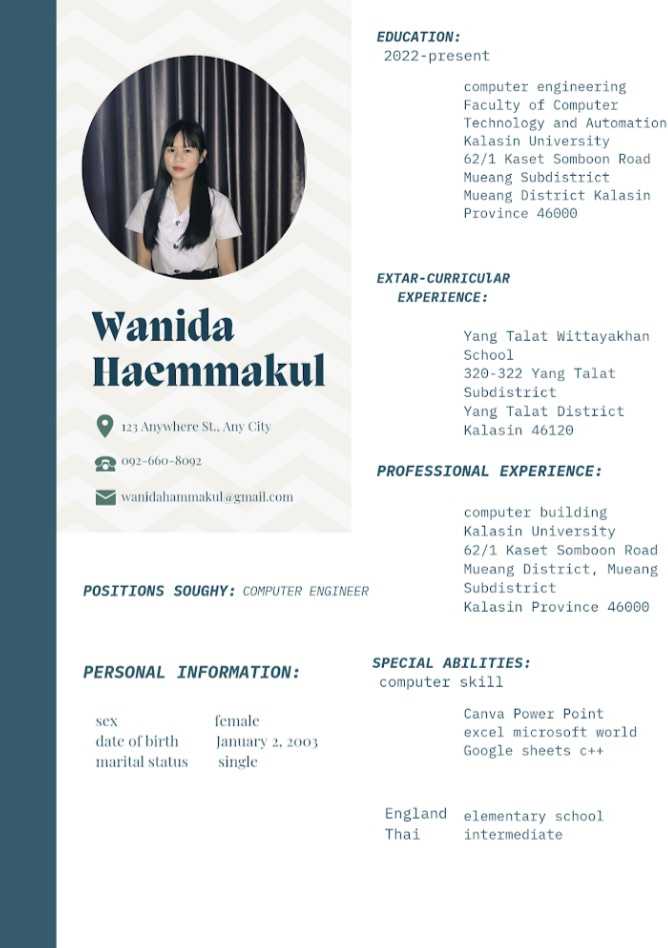 Wanida
Haemmakul
123 Anywhere St., Any City
092-660-8092
wanidahammakul@gmail.com
POSITIONS SOUGHY: COMPUTER ENGINEER
PERSONAL INFORMATION:
sex female
date of birth January 2, 2003
marital status single
EDUCATION:
2022-present
computer engineering
Faculty of Computer
Technology and Automation
Kalasin University
62/1 Kaset Somboon Road
Mueang Subdistrict
Mueang District Kalasin
Province 46000
EXTAR-CURRICUlAR
EXPERIENCE:
Yang Talat Wittayakhan
School
320-322 Yang Talat
Subdistrict
Yang Talat District
Kalasin 46120
PROFESSIONAL EXPERIENCE:
computer building
Kalasin University
62/1 Kaset Somboon Road
Mueang District, Mueang
Subdistrict
Kalasin Province 46000
SPECIAL ABILITIES:
computer skill
Canva Power Point
excel microsoft world
Google sheets c++
England elementary school
Thai intermediate